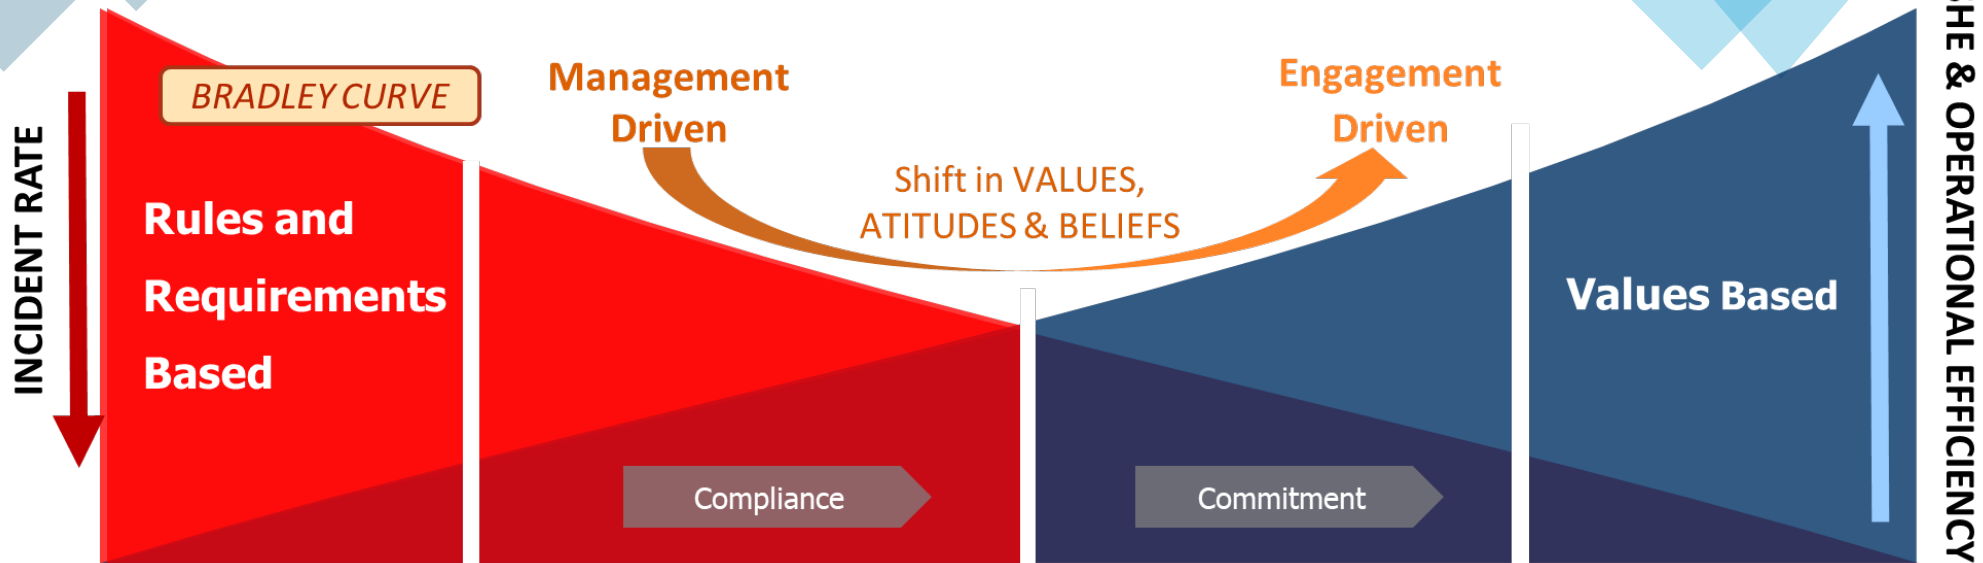 INCIDENT RATE
BRADLEY CURVE
Rules and
Requirements
Based
Management
Driven
Shift in VALUES,
ATITUDES & BELIEFS
Engagement
Driven
Compliance
Commitment
Values Based
& OPERATIONAL EFFICIENCY